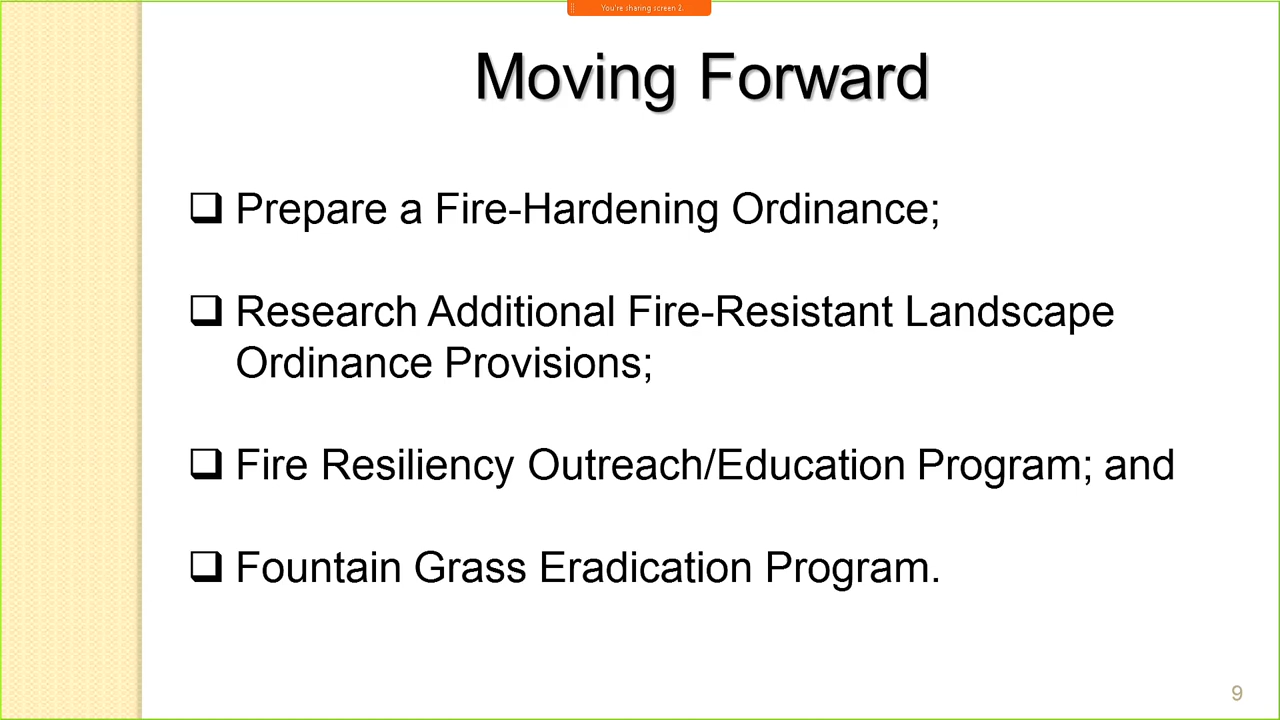 You're sharing screen 2.
Moving Forward
❑ Prepare a Fire-Hardening Ordinance;
❑ Research Additional Fire-Resistant Landscape
Ordinance Provisions;
❑ Fire Resiliency Outreach/Education Program; and
❑ Fountain Grass Eradication Program.
9